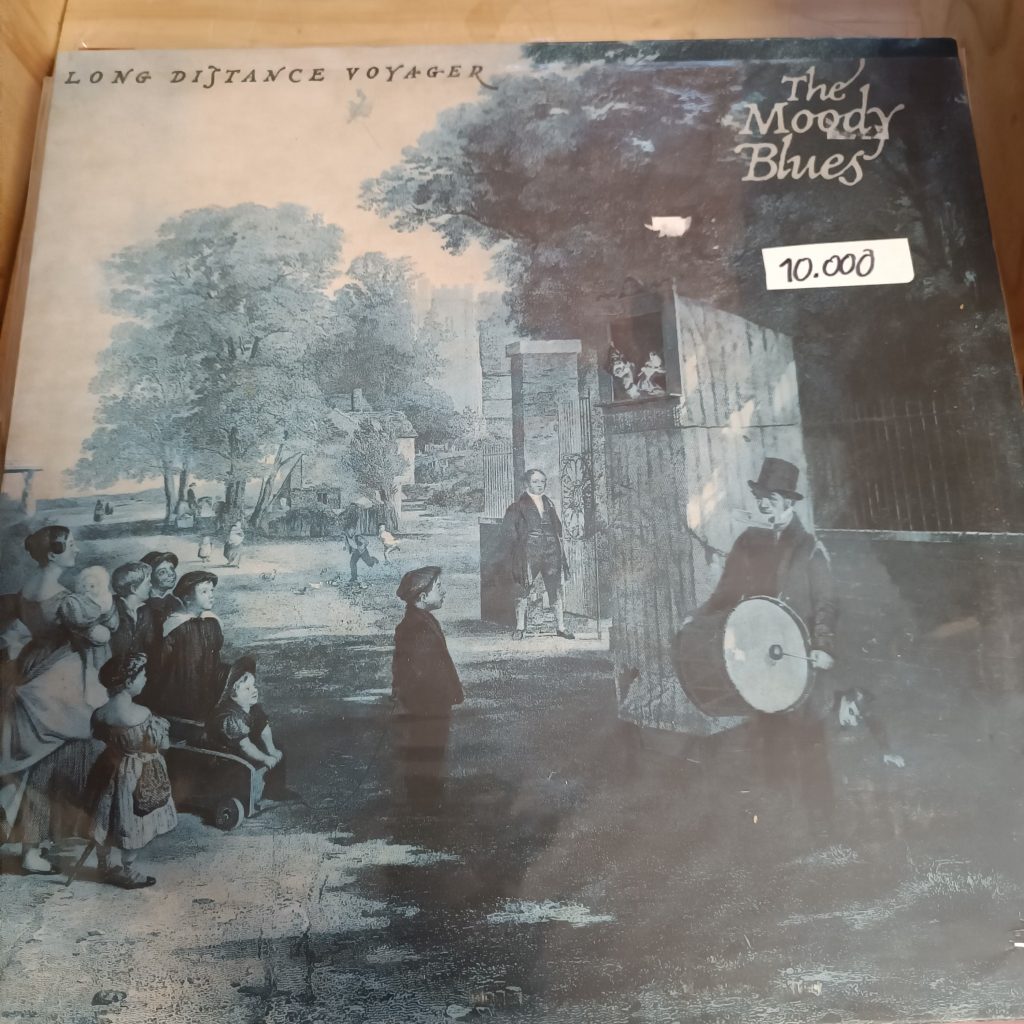 LONG DISTANCE VOYAGER
The
Moody
Blues
10.000